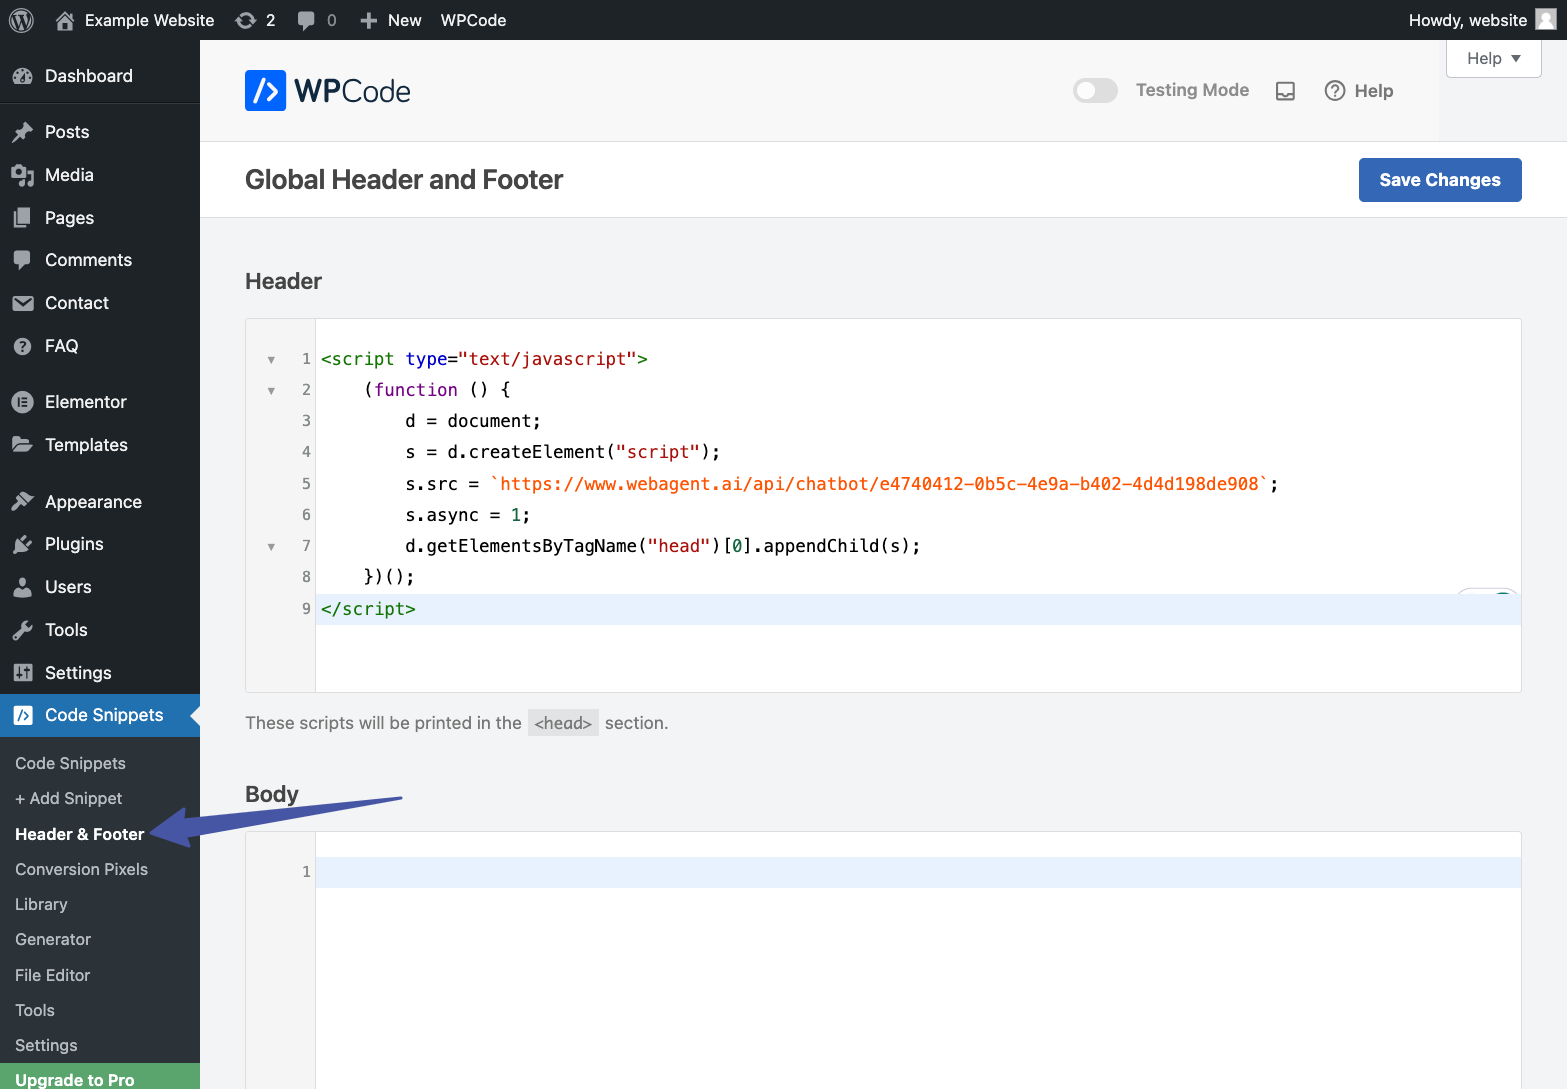 Example Website 2 0 New WPCode Howdy, website
Dashboard
Posts
Media
Pages
Comments
Contact
FAQ
Elementor
Templates
Appearance
Plugins
Users
Tools
Settings
Code Snippets
Code Snippets
+ Add Snippet
Header & Footer
Conversion Pixels
Library
Generator
File Editor
Tools
Settings
Upgrade to Pro
Help ▼
WPCode Testing Mode Help
Global Header and Footer Save Changes
Header
1 <script type="text/javascript">
2     (function () {
3         d = document;
4         s = d.createElement("script");
5         s.src = `https://www.webagent.ai/api/chatbot/e4740412-0b5c-4e9a-b402-4d4d198de908`;
6         s.async = 1;
7         d.getElementsByTagName("head")[0].appendChild(s);
8     })();
9 </script>
These scripts will be printed in the <head> section.
Body
1